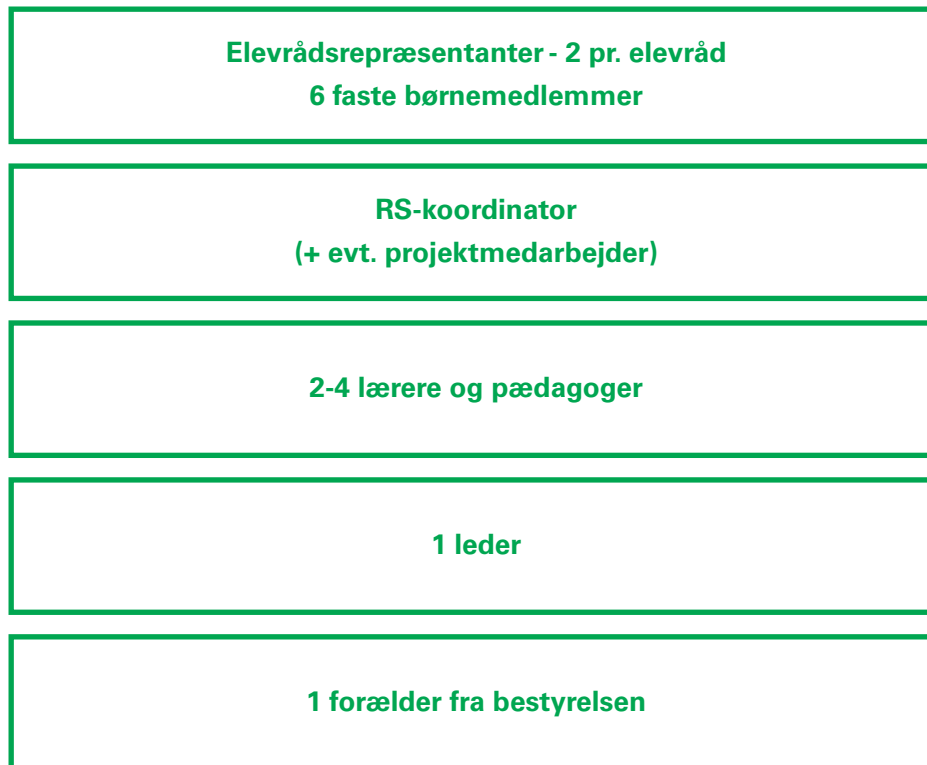 Elevrådsrepræsentanter - 2 pr. elevråd
6 faste børnemedlemmer
RS-koordinator
(+ evt. projektmedarbejder)
2-4 lærere og pædagoger
1 leder
1 forælder fra bestyrelsen